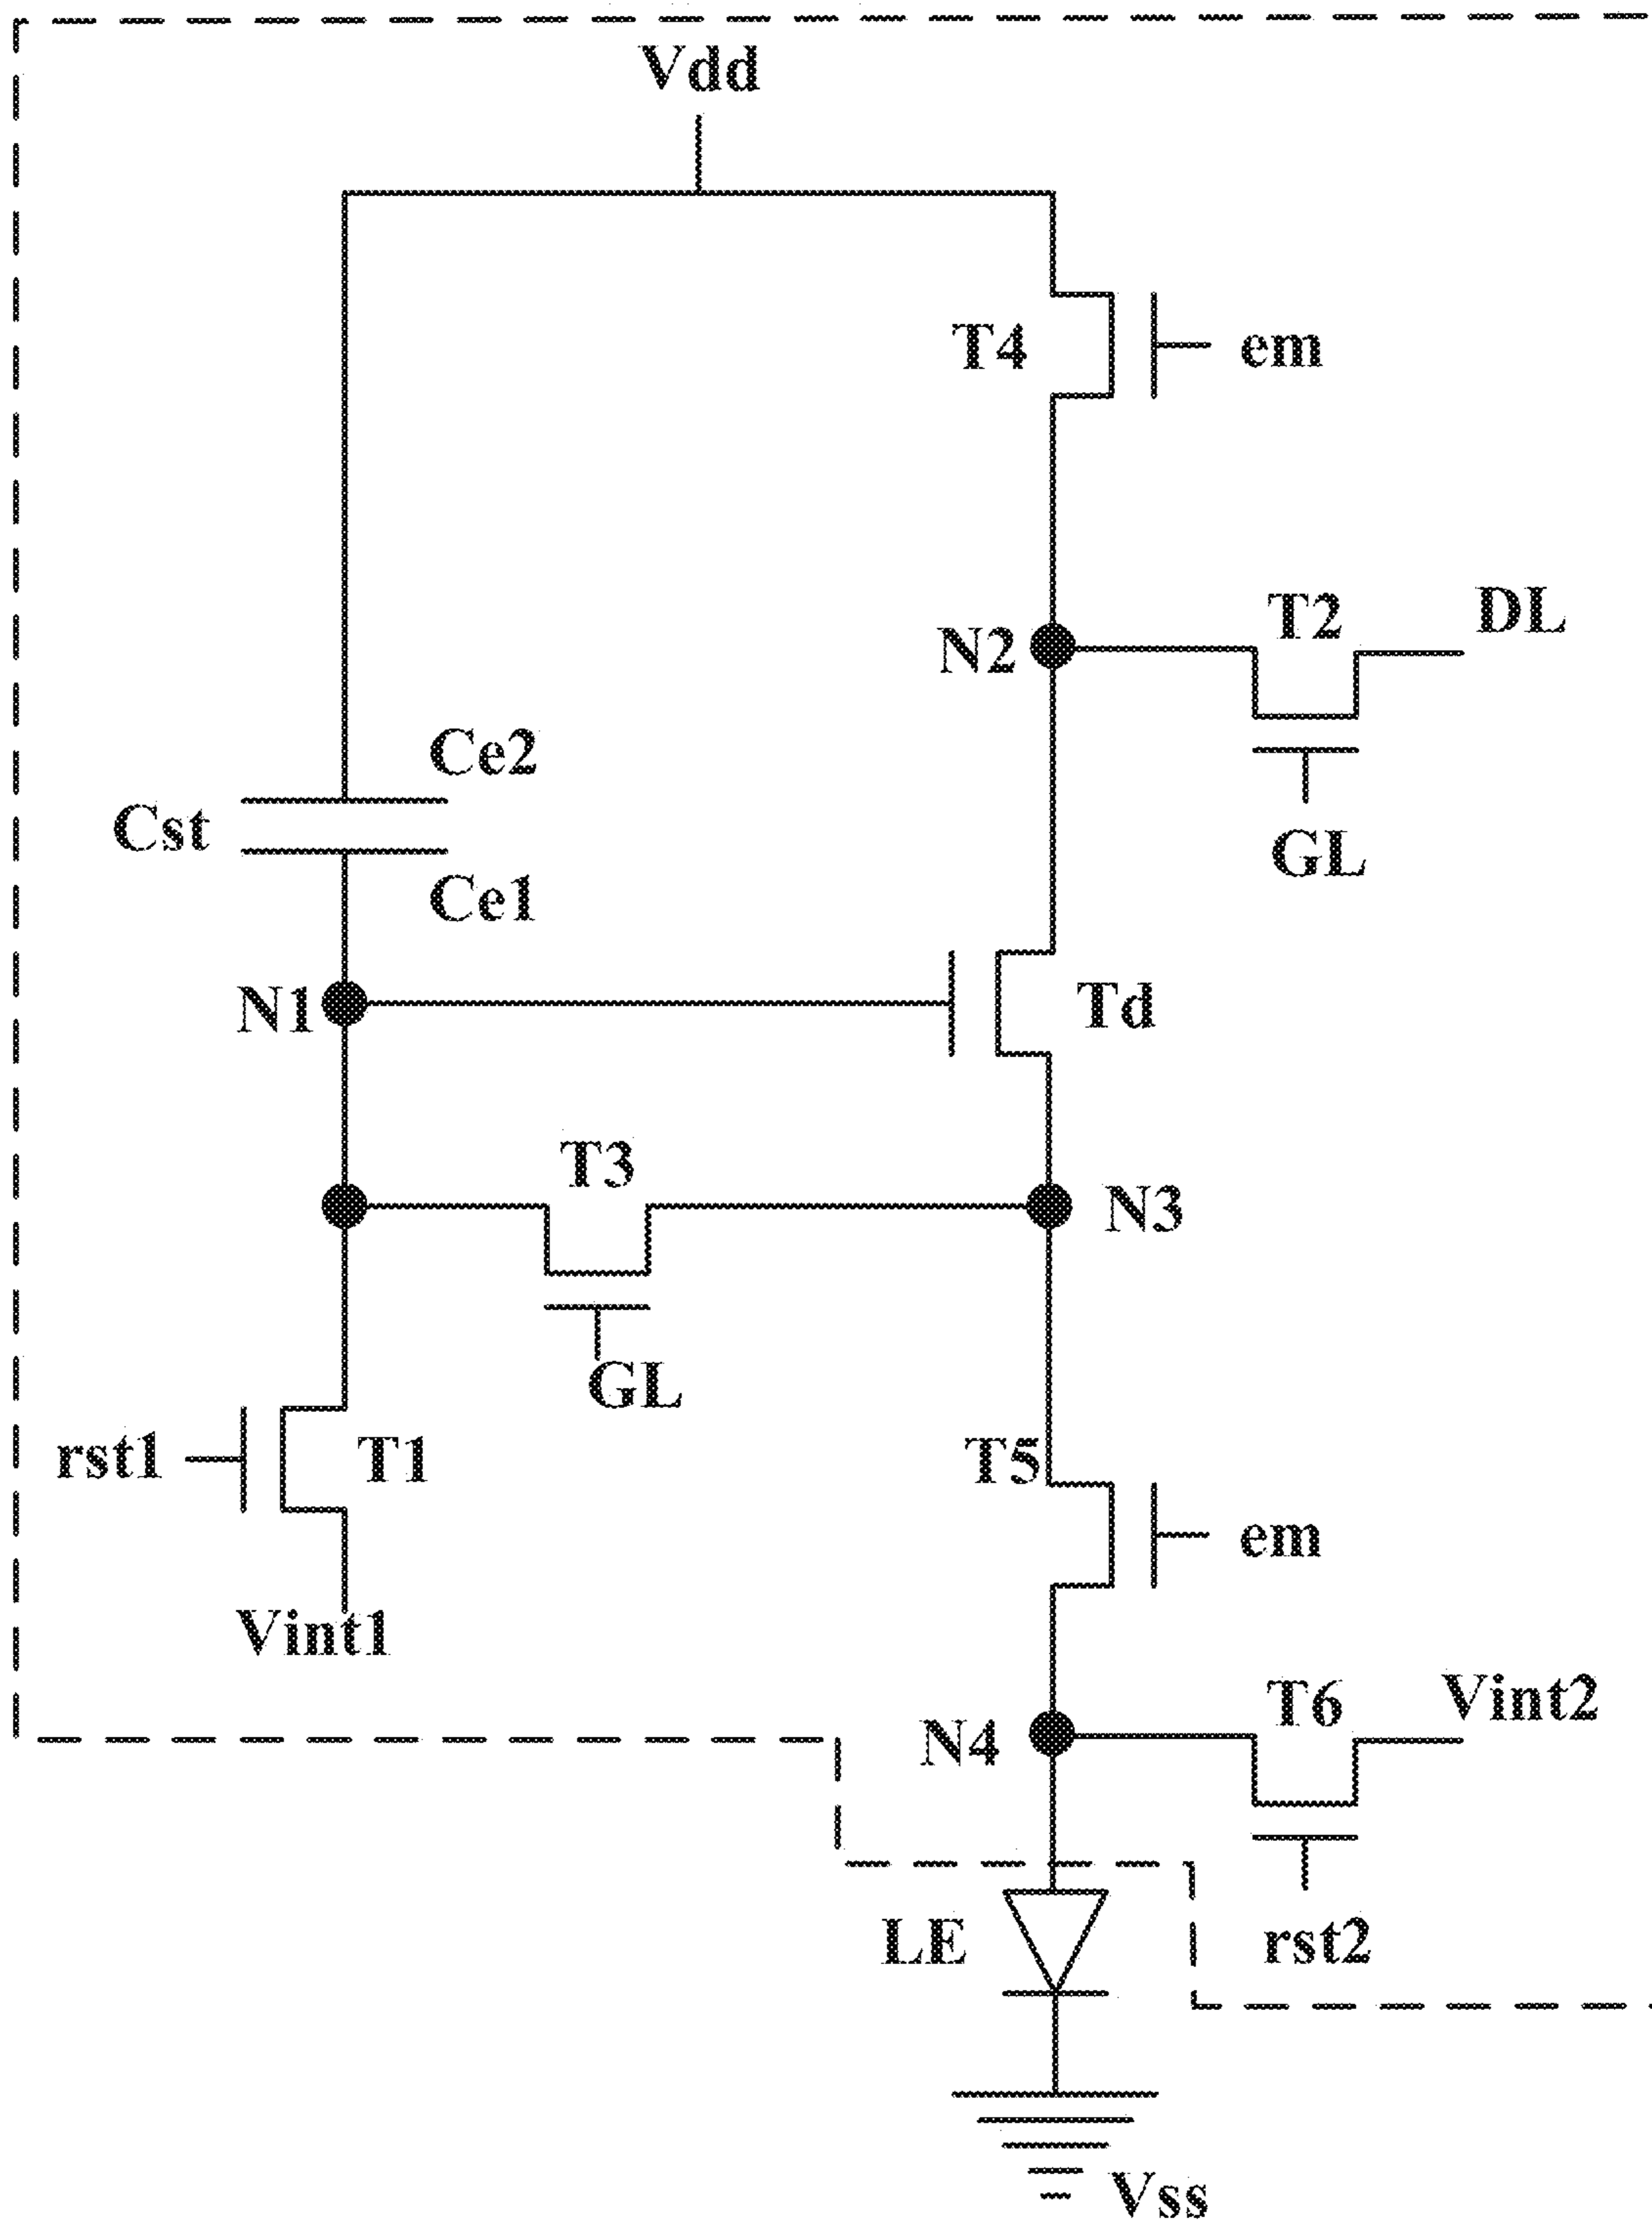 Vdd
T4
em
N2
T2
DL
Ce2
Cst
GL
Ce1
N1
Td
T3
N3
GL
rst1
T1
T5
em
Vint1
N4
T6
Vint2
LE
rst2
Vss